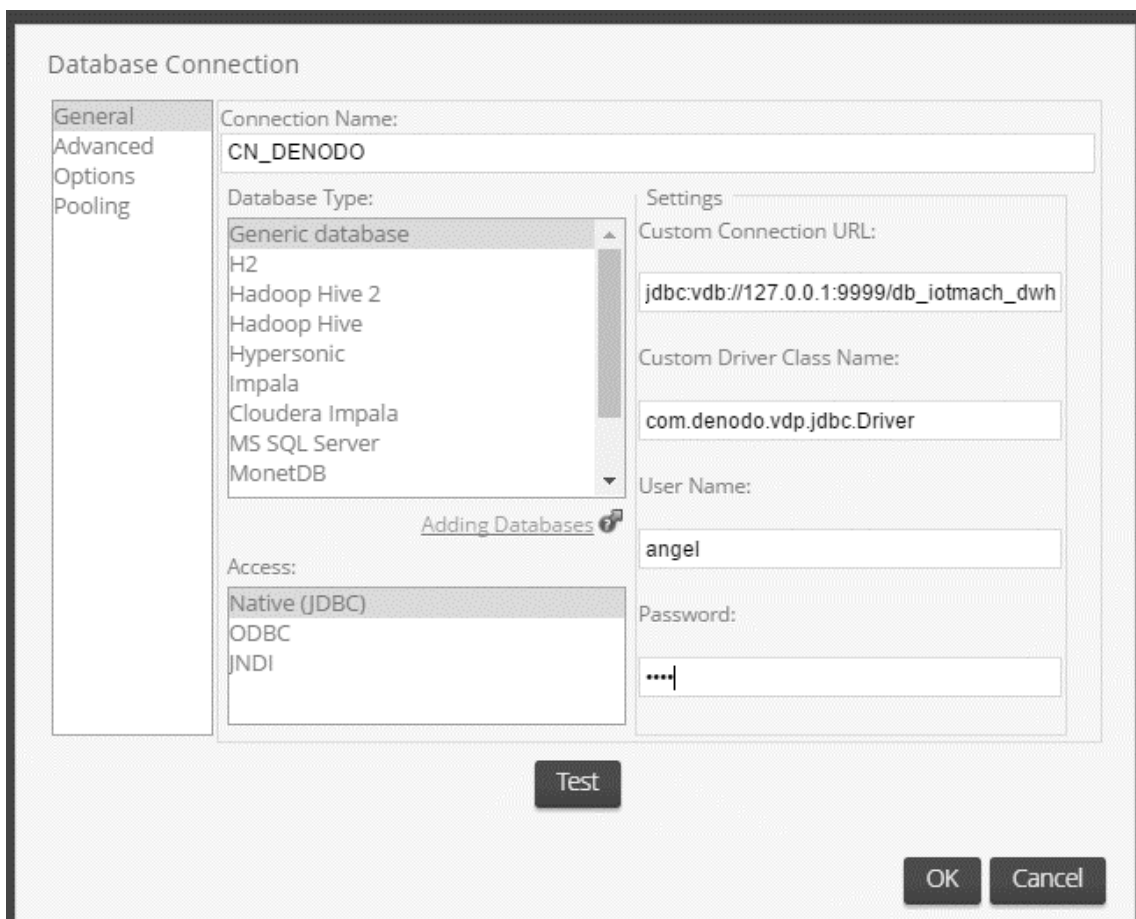 Database Connection
General
Advanced
Options
Pooling
Connection Name:
CN_DENODO
Database Type:
Generic database
H2
Hadoop Hive 2
Hadoop Hive
Hypersonic
Impala
Cloudera Impala
MS SQL Server
MonetDB
Adding Databases
Access:
Native (JDBC)
ODBC
JNDI
Settings
Custom Connection URL:
jdbc:vdb://127.0.0.1:9999/db_iotmach_dwh
Custom Driver Class Name:
com.denodo.vdp.jdbc.Driver
User Name:
angel
Password:
••••
Test
OK
Cancel